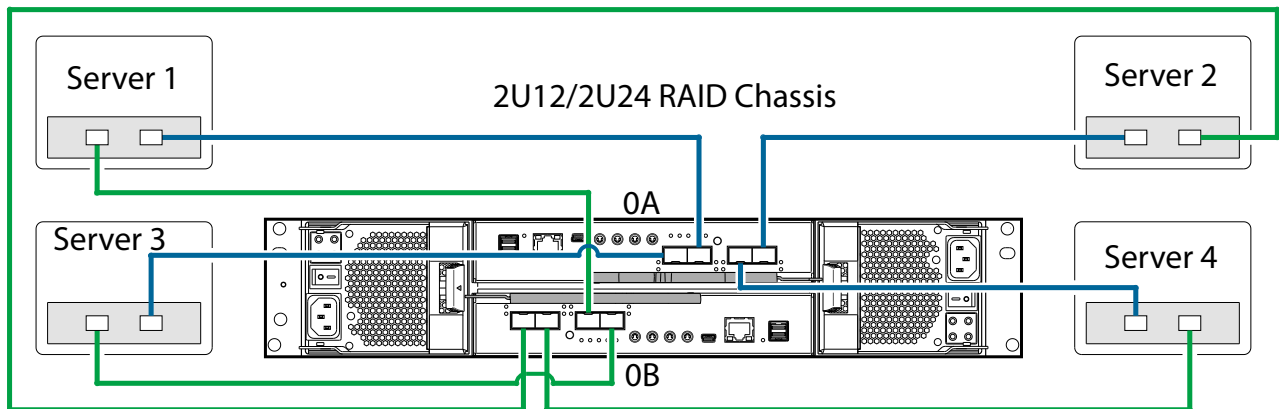 Server 1
2U12/2U24 RAID Chassis
Server 2
0A
Server 3
Server 4
0B